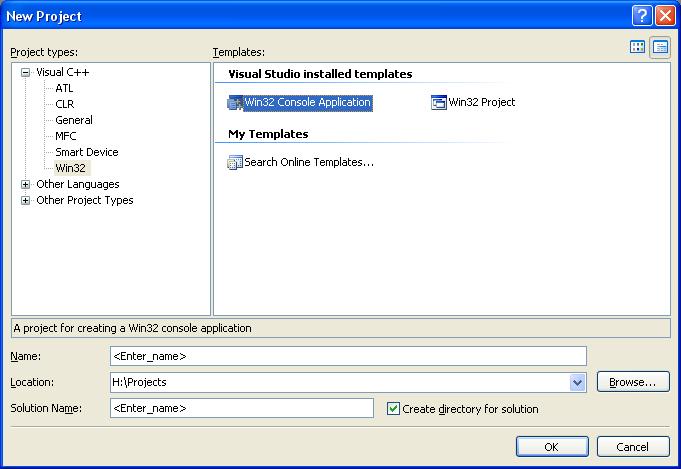 New Project
Project types:
Templates:
Visual C++
ATL
CLR
General
MFC
Smart Device
Win32
Other Languages
Other Project Types
Visual Studio installed templates
Win32 Console Application
Win32 Project
My Templates
Search Online Templates...
A project for creating a Win32 console application
Name:
<Enter_name>
Location:
H:\Projects
Browse...
Solution Name:
<Enter_name>
Create directory for solution
OK
Cancel